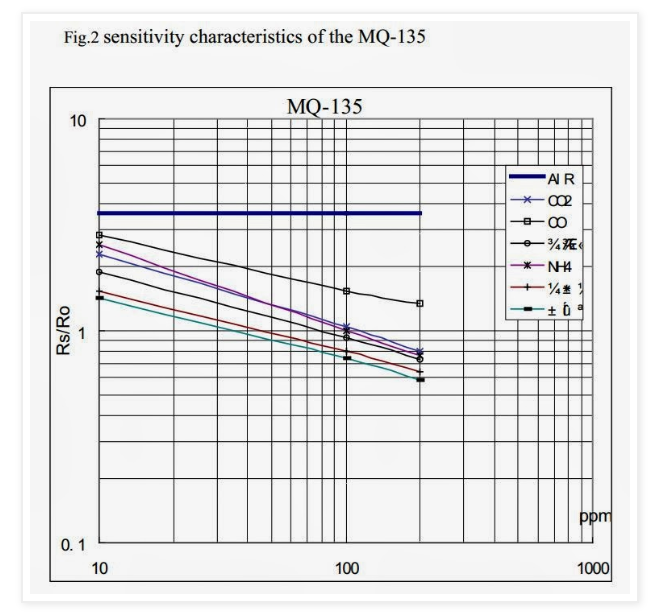 Fig.2 sensitivity characteristics of the MQ-135
MQ-135
10
AIR
CO2
CO
NH4
Rs/Ro
1
ppm
0.1
10
100
1000